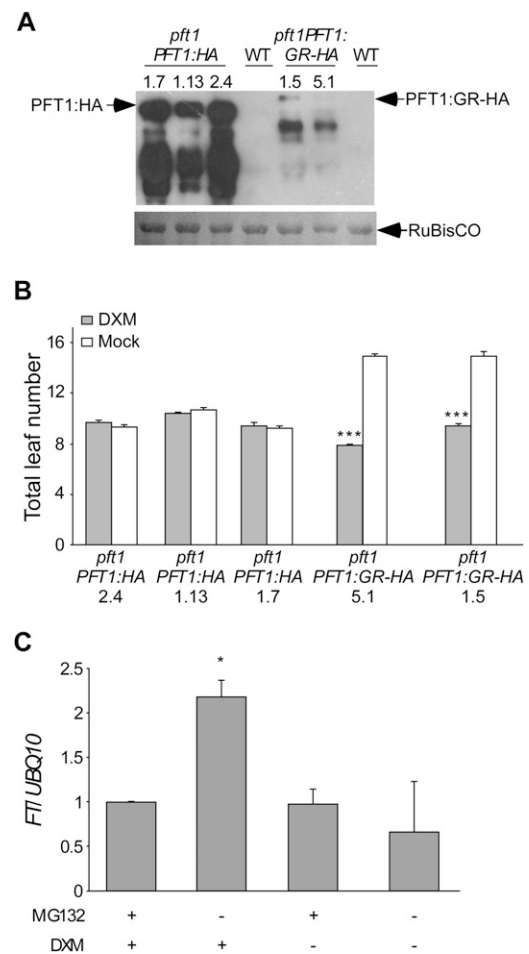 A
pft1 PFT1:HA
WT
pft1PFT1: GR-HA
WT
1.7 1.13 2.4
1.5 5.1
PFT1:HA
PFT1:GR-HA
RuBisCO
B
DXM
Mock
Total leaf number
16
12
8
4
0
***
***
pft1 PFT1:HA 2.4
pft1 PFT1:HA 1.13
pft1 PFT1:HA 1.7
pft1 PFT1:GR-HA 5.1
pft1 PFT1:GR-HA 1.5
C
FT/ UBQ10
2.5
2
1.5
1
0.5
0
*
MG132 + - + -
DXM + + - -